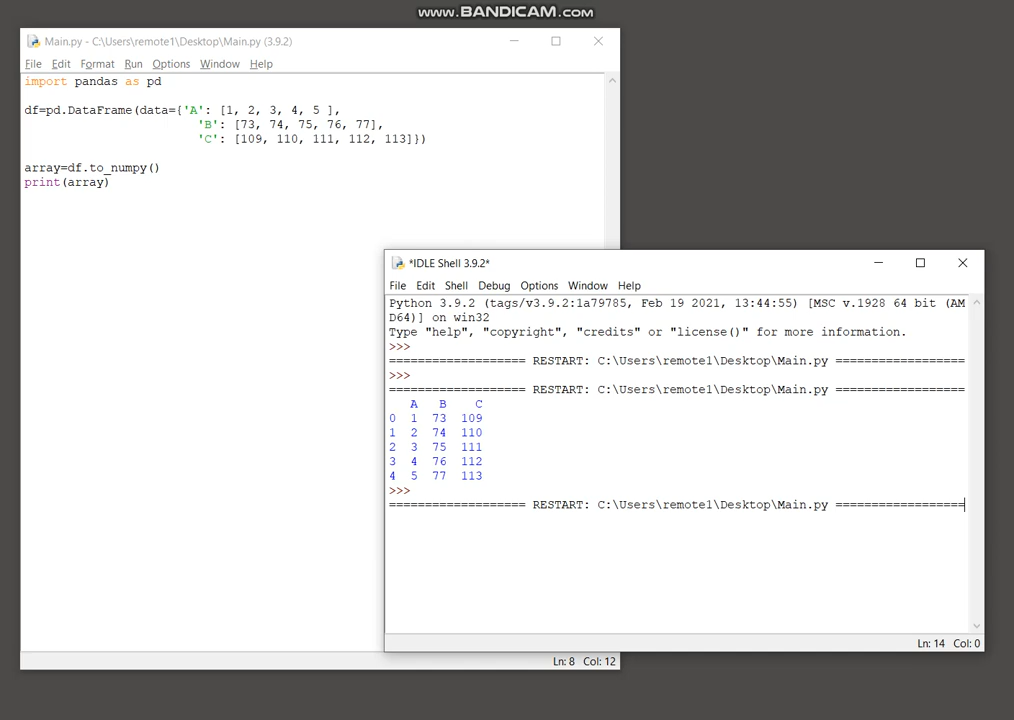 www.BANDICAM.com
Main.py - C:\Users\remote1\Desktop\Main.py (3.9.2)
File Edit Format Run Options Window Help
import pandas as pd
df=pd.DataFrame(data={'A': [1, 2, 3, 4, 5 ],
'B': [73, 74, 75, 76, 77],
'C': [109, 110, 111, 112, 113]})
array=df.to_numpy()
print(array)
Ln: 8 Col: 12
*IDLE Shell 3.9.2*
File Edit Shell Debug Options Window Help
Python 3.9.2 (tags/v3.9.2:1a79785, Feb 19 2021, 13:44:55) [MSC v.1928 64 bit (AM
D64)] on win32
Type "help", "copyright", "credits" or "license()" for more information.
>>>
=================== RESTART: C:\Users\remote1\Desktop\Main.py ==================
>>>
=================== RESTART: C:\Users\remote1\Desktop\Main.py ==================
A B C
0 1 73 109
1 2 74 110
2 3 75 111
3 4 76 112
4 5 77 113
>>>
=================== RESTART: C:\Users\remote1\Desktop\Main.py ==================
Ln: 14 Col: 0